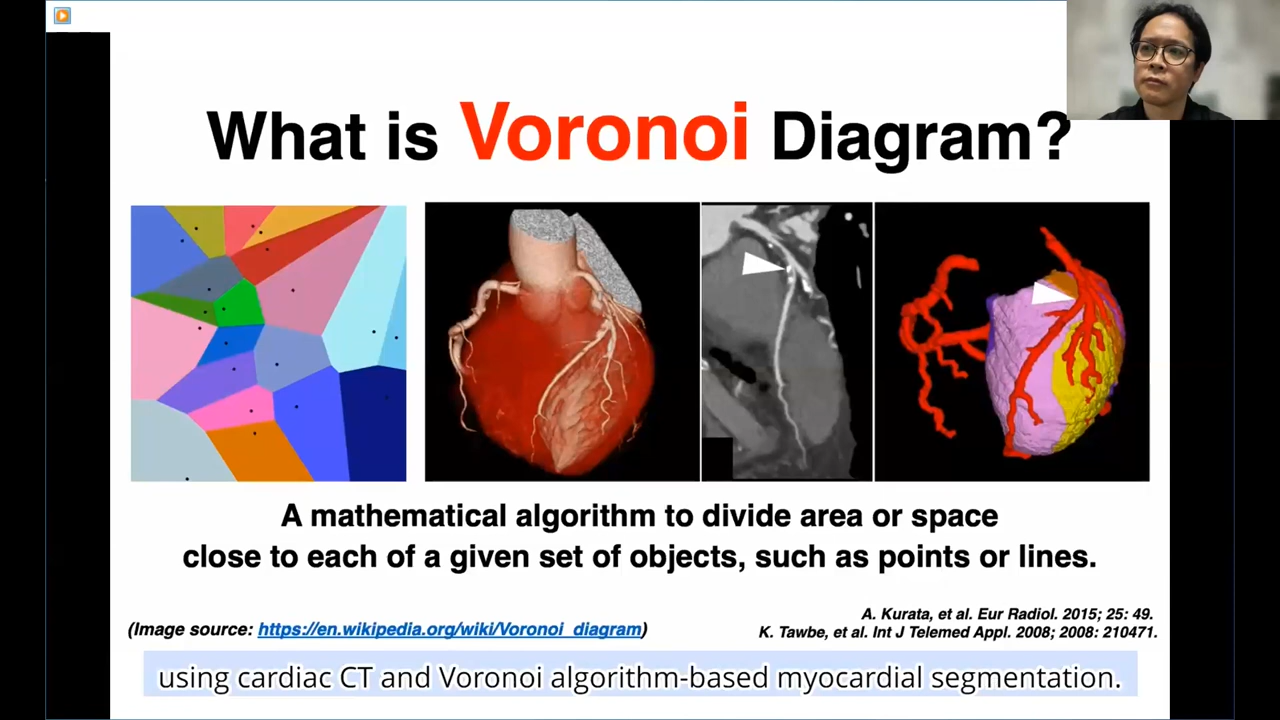 What is Voronoi Diagram?
A mathematical algorithm to divide area or space
close to each of a given set of objects, such as points or lines.
A. Kurata, et al. Eur Radiol. 2015; 25: 49.
(Image source: https://en.wikipedia.org/wiki/Voronoi_diagram)
K. Tawbe, et al. Int J Telemed Appl. 2008; 2008: 210471.
using cardiac CT and Voronoi algorithm-based myocardial segmentation.